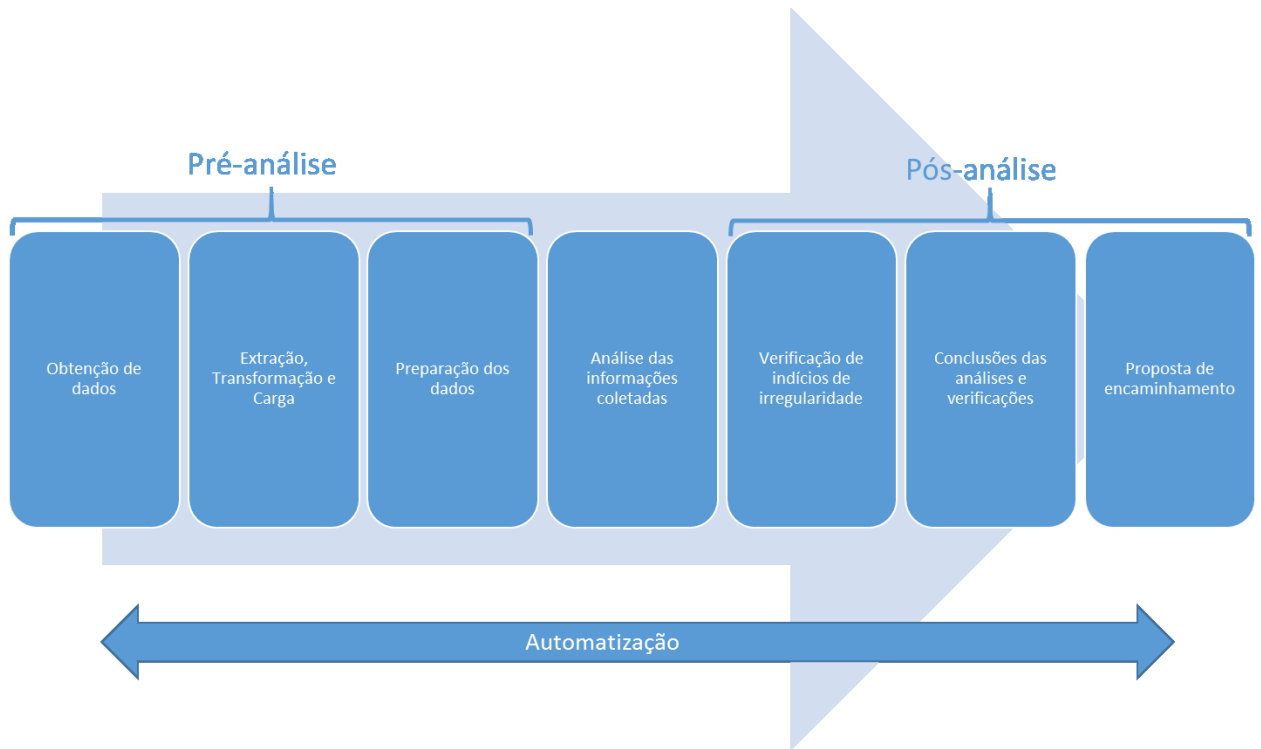 Pré-análise
Pós-análise
Obtenção de
dados
Extração,
Transformação e
Carga
Preparação dos
dados
Análise das
informações
coletadas
Verificação de
indícios de
irregularidade
Conclusões das
análises e
verificações
Proposta de
encaminhamento
Automatização